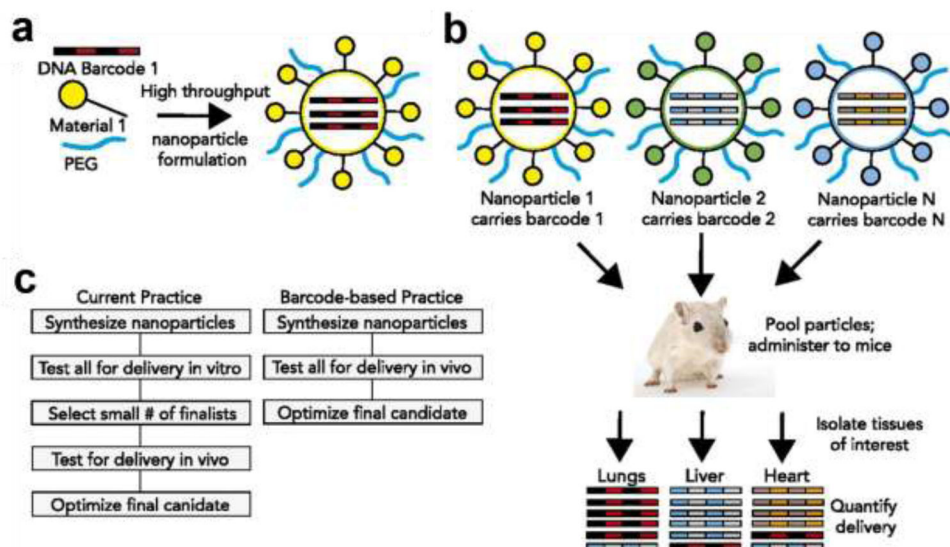 a
DNA Barcode 1
Material 1
PEG
High throughput
nanoparticle
formulation
b
Nanoparticle 1
carries barcode 1
Nanoparticle 2
carries barcode 2
Nanoparticle N
carries barcode N
Pool particles;
administer to mice
Isolate tissues
of interest
Lungs
Liver
Heart
Quantify
delivery
c
Current Practice
Synthesize nanoparticles
Test all for delivery in vitro
Select small # of finalists
Test for delivery in vivo
Optimize final canidate
Barcode-based Practice
Synthesize nanoparticles
Test all for delivery in vivo
Optimize final candidate